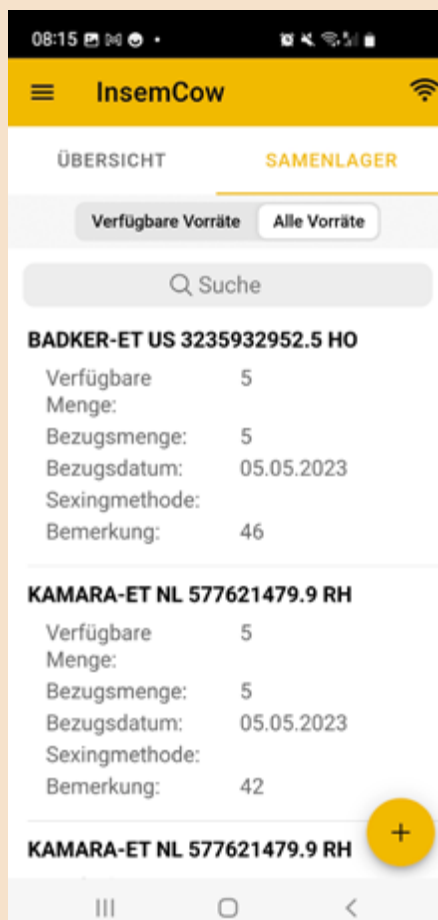 08:15
InsemCow
ÜBERSICHT SAMENLAGER
Verfügbare Vorräte Alle Vorräte
Suche
BADKER-ET US 3235932952.5 HO
Verfügbare 5
Menge:
Bezugsmenge: 5
Bezugsdatum: 05.05.2023
Sexingmethode:
Bemerkung: 46
KAMARA-ET NL 577621479.9 RH
Verfügbare 5
Menge:
Bezugsmenge: 5
Bezugsdatum: 05.05.2023
Sexingmethode:
Bemerkung: 42
KAMARA-ET NL 577621479.9 RH
+